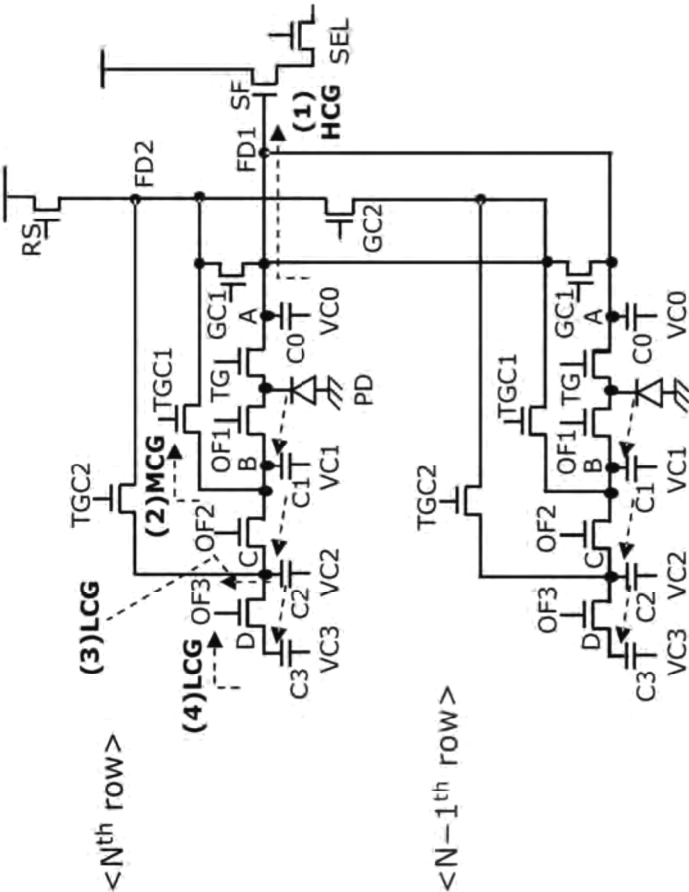 SEL
SF
(1)
HCG
FD1
FD2
RS
GC2
GC1
A
C0
VC0
TG
PD
TGC1
OF1
B
C1
VC1
(2)MCG
TGC2
OF2
C
C2
VC2
(3)LCG
OF3
D
C3
VC3
(4)LCG
<Nth row>
GC1
A
C0
VC0
TG
TGC1
OF1
B
C1
VC1
TGC2
OF2
C
C2
VC2
OF3
D
C3
VC3
<N−1th row>